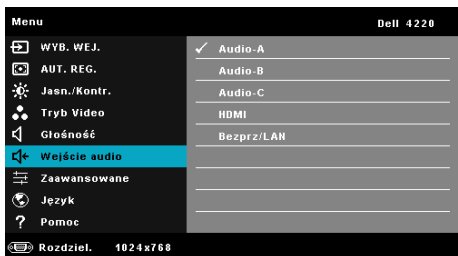 Menu
Dell 4220
WYB. WEJ.
AUT. REG.
Jasn./Kontr.
Tryb Video
Głośność
Wejście audio
Zaawansowane
Język
Pomoc
Audio-A
Audio-B
Audio-C
HDMI
Bezprz/LAN
Rozdziel. 1024x768